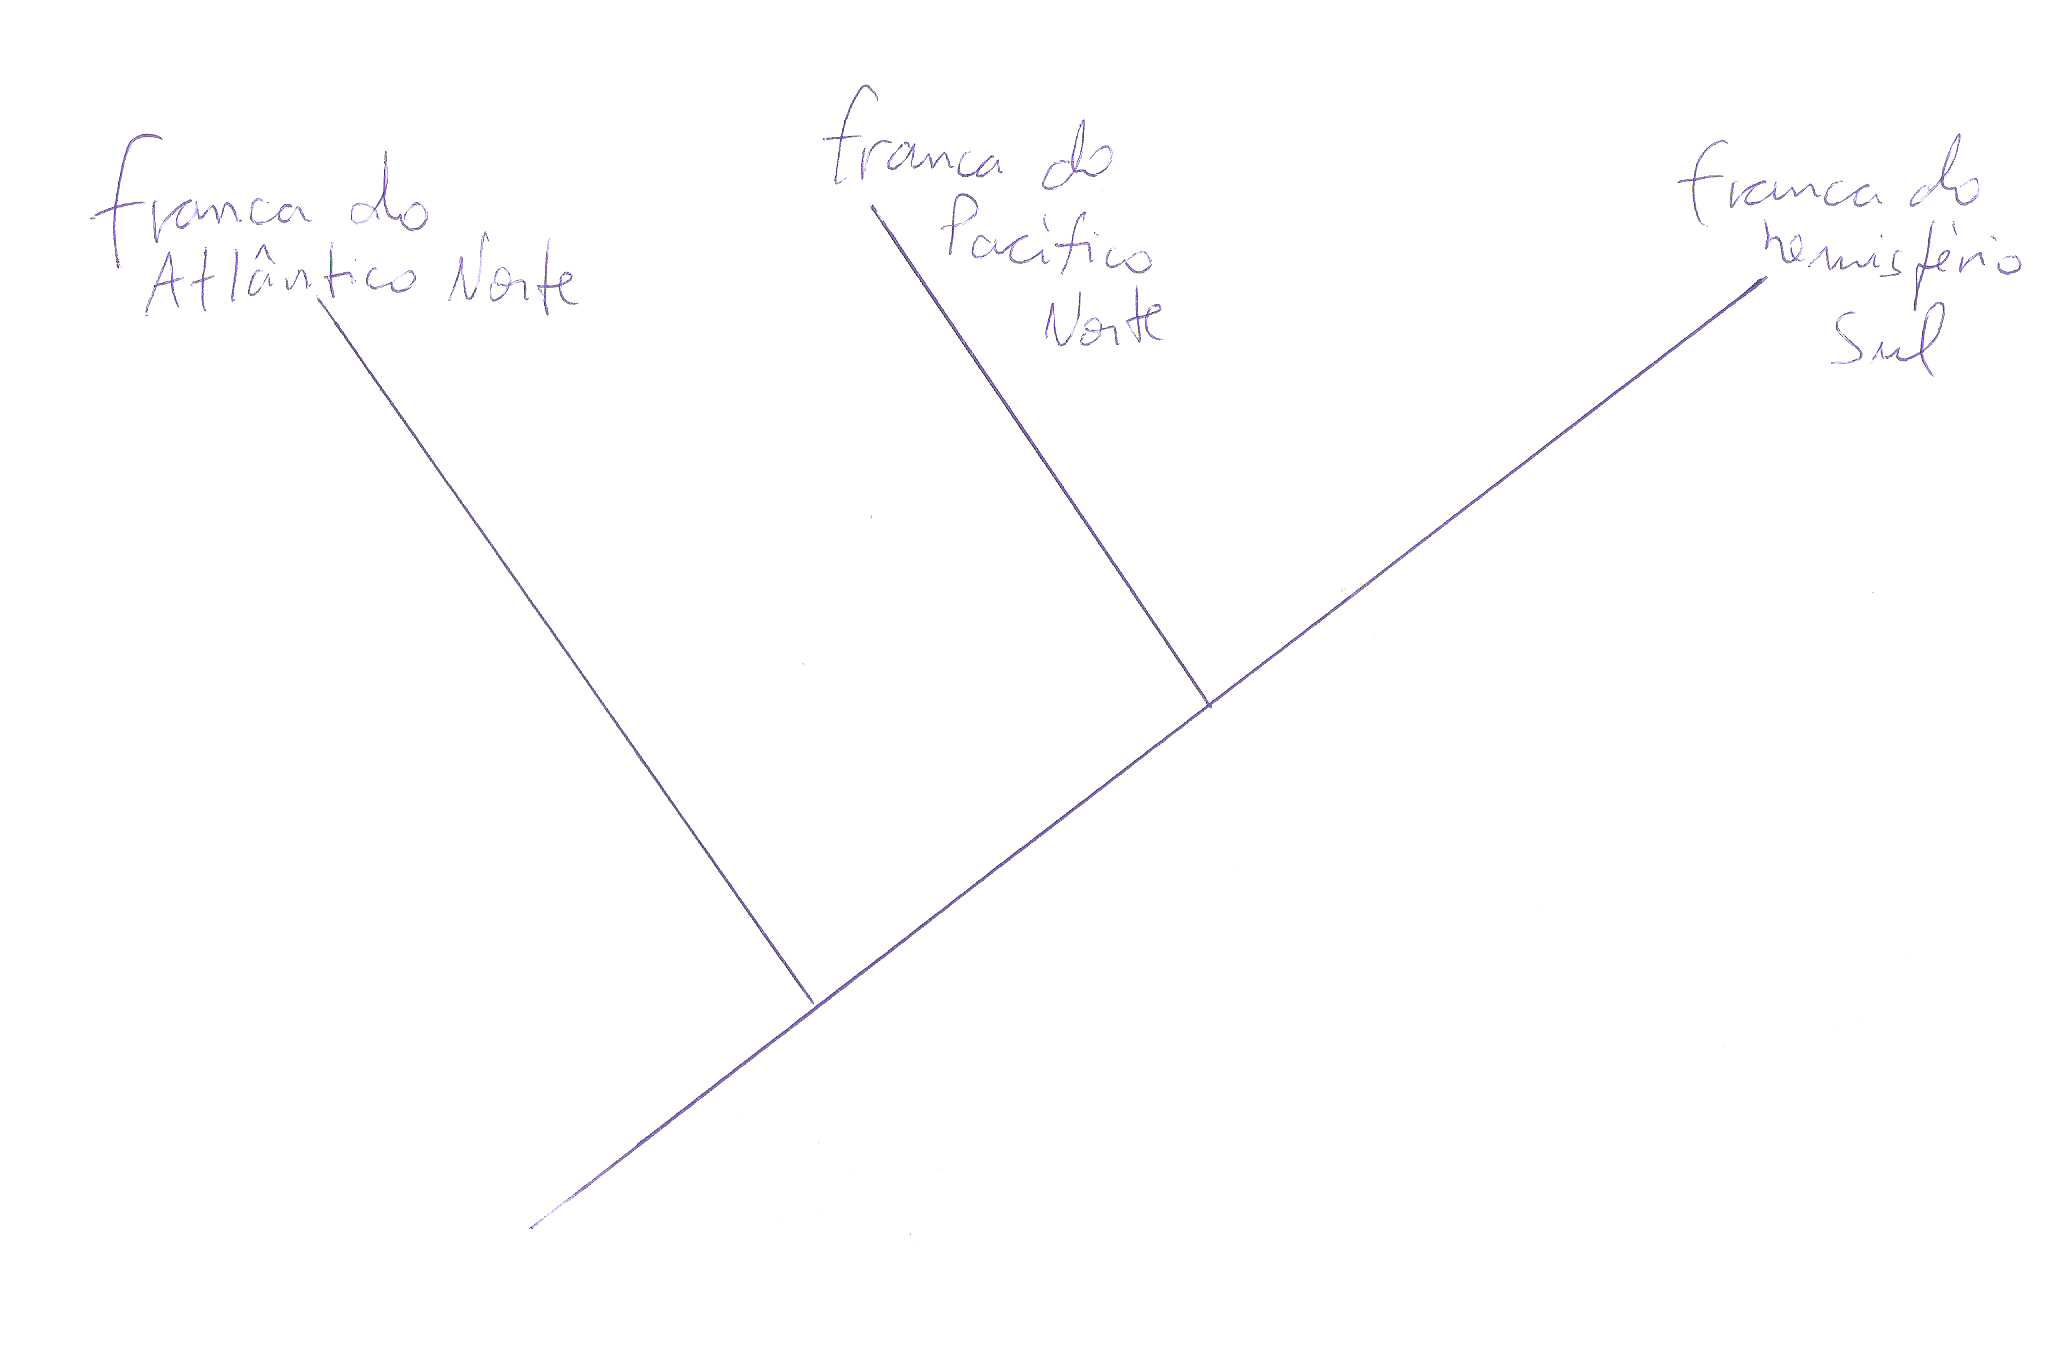 franca do
Atlântico Norte
franca do
Pacífico
Norte
franca do
hemisfério
Sul